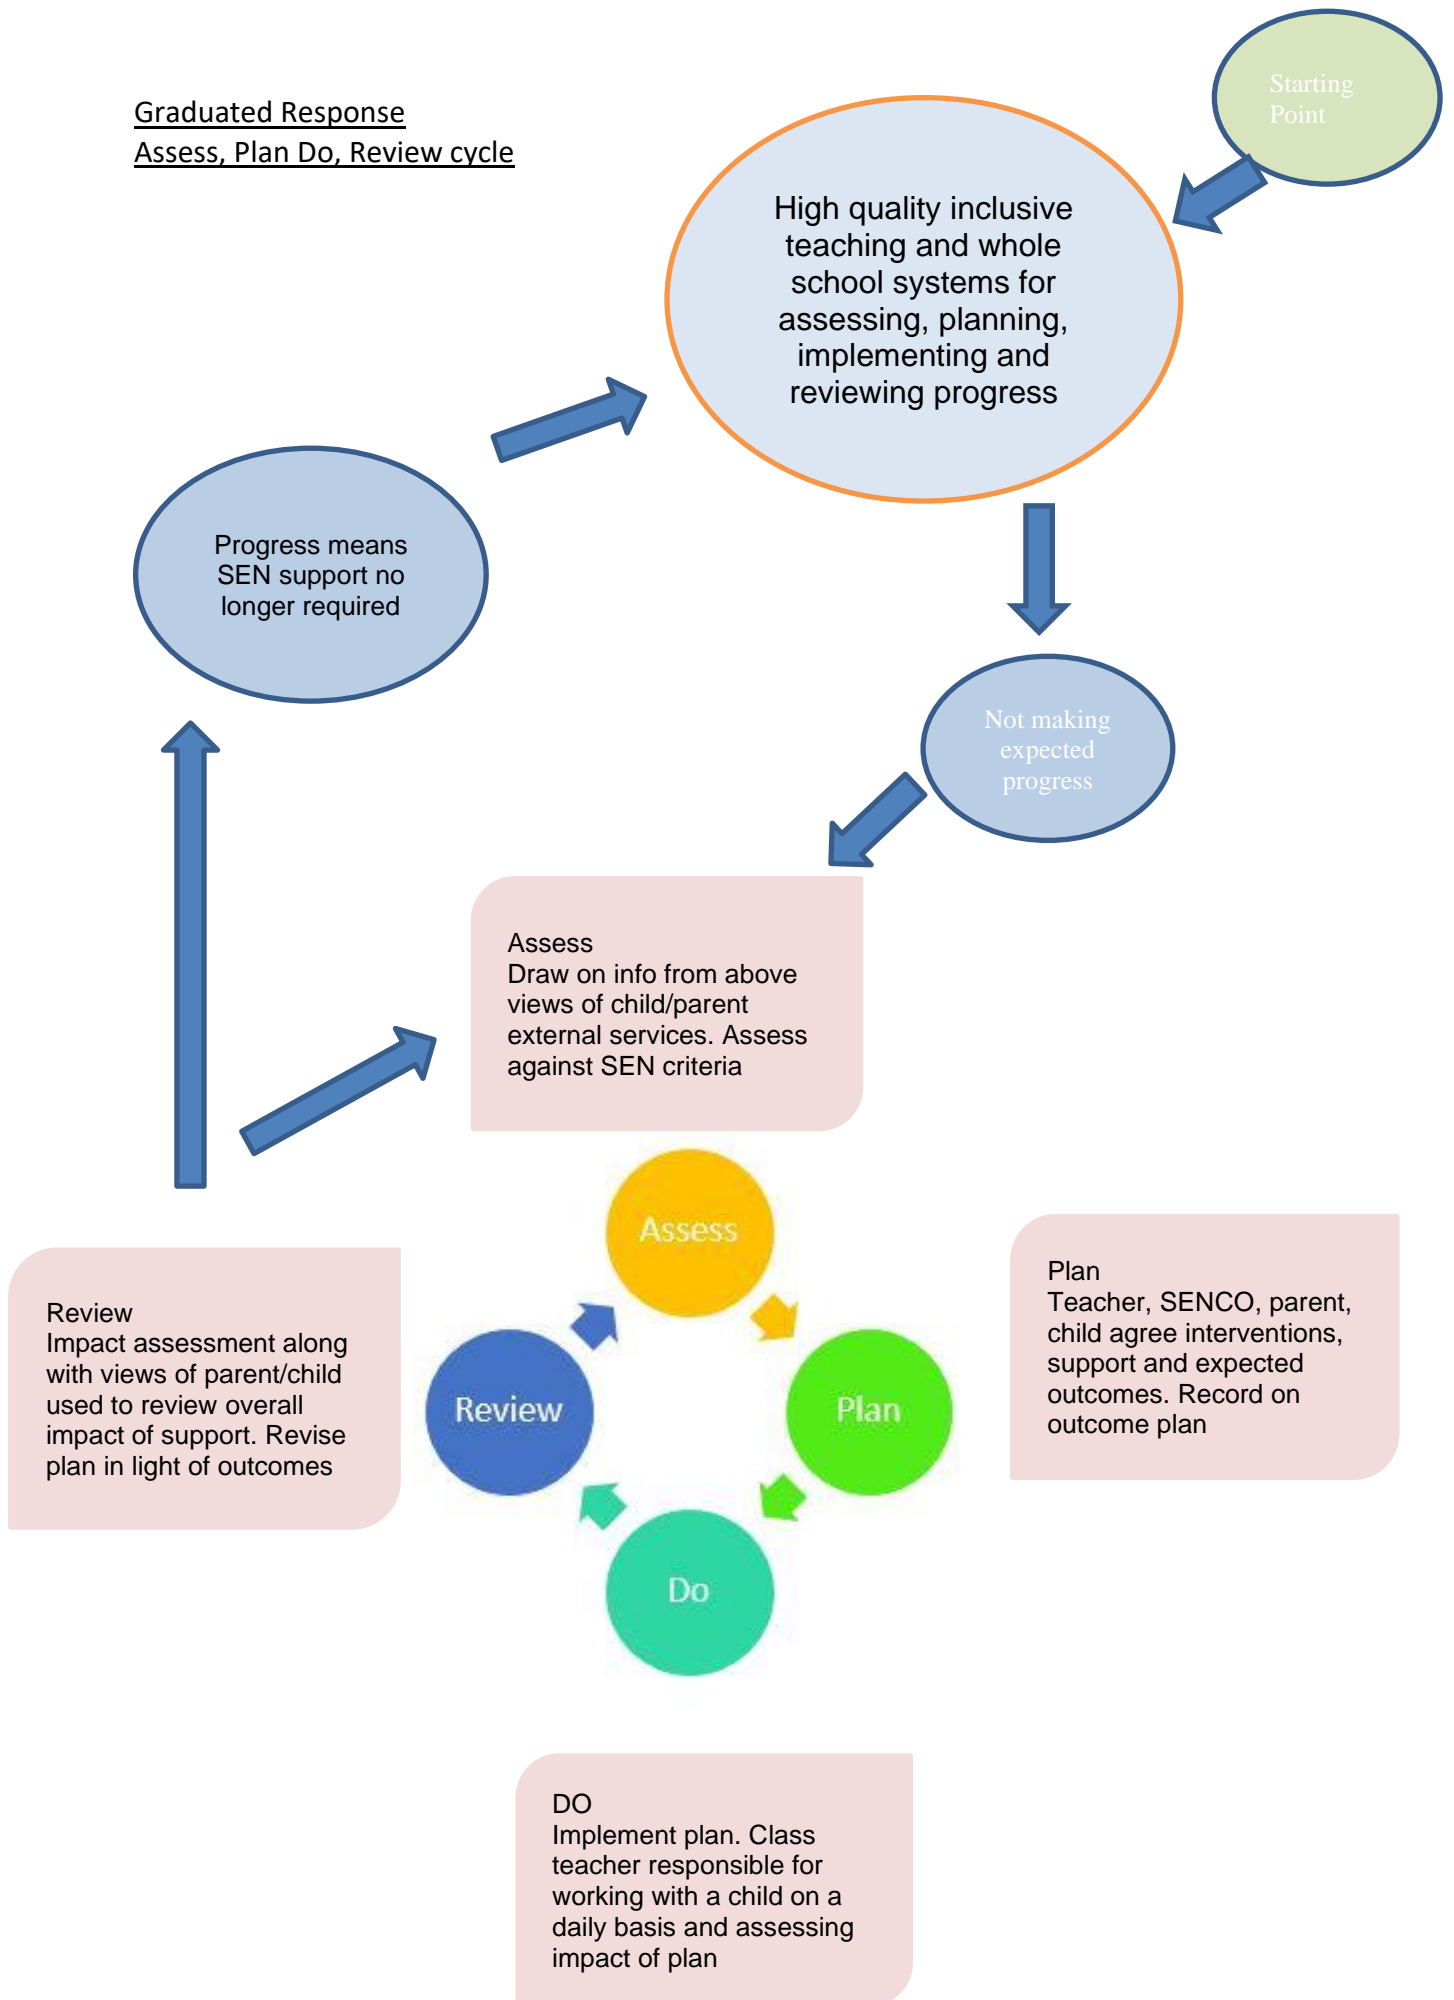 Graduated Response
Assess, Plan Do, Review cycle
Starting
Point
High quality inclusive
teaching and whole
school systems for
assessing, planning,
implementing and
reviewing progress
Progress means
SEN support no
longer required
Not making
expected
progress
Assess
Draw on info from above
views of child/parent
external services. Assess
against SEN criteria
Assess
Plan
Do
Review
Plan
Teacher, SENCO, parent,
child agree interventions,
support and expected
outcomes. Record on
outcome plan
Review
Impact assessment along
with views of parent/child
used to review overall
impact of support. Revise
plan in light of outcomes
DO
Implement plan. Class
teacher responsible for
working with a child on a
daily basis and assessing
impact of plan